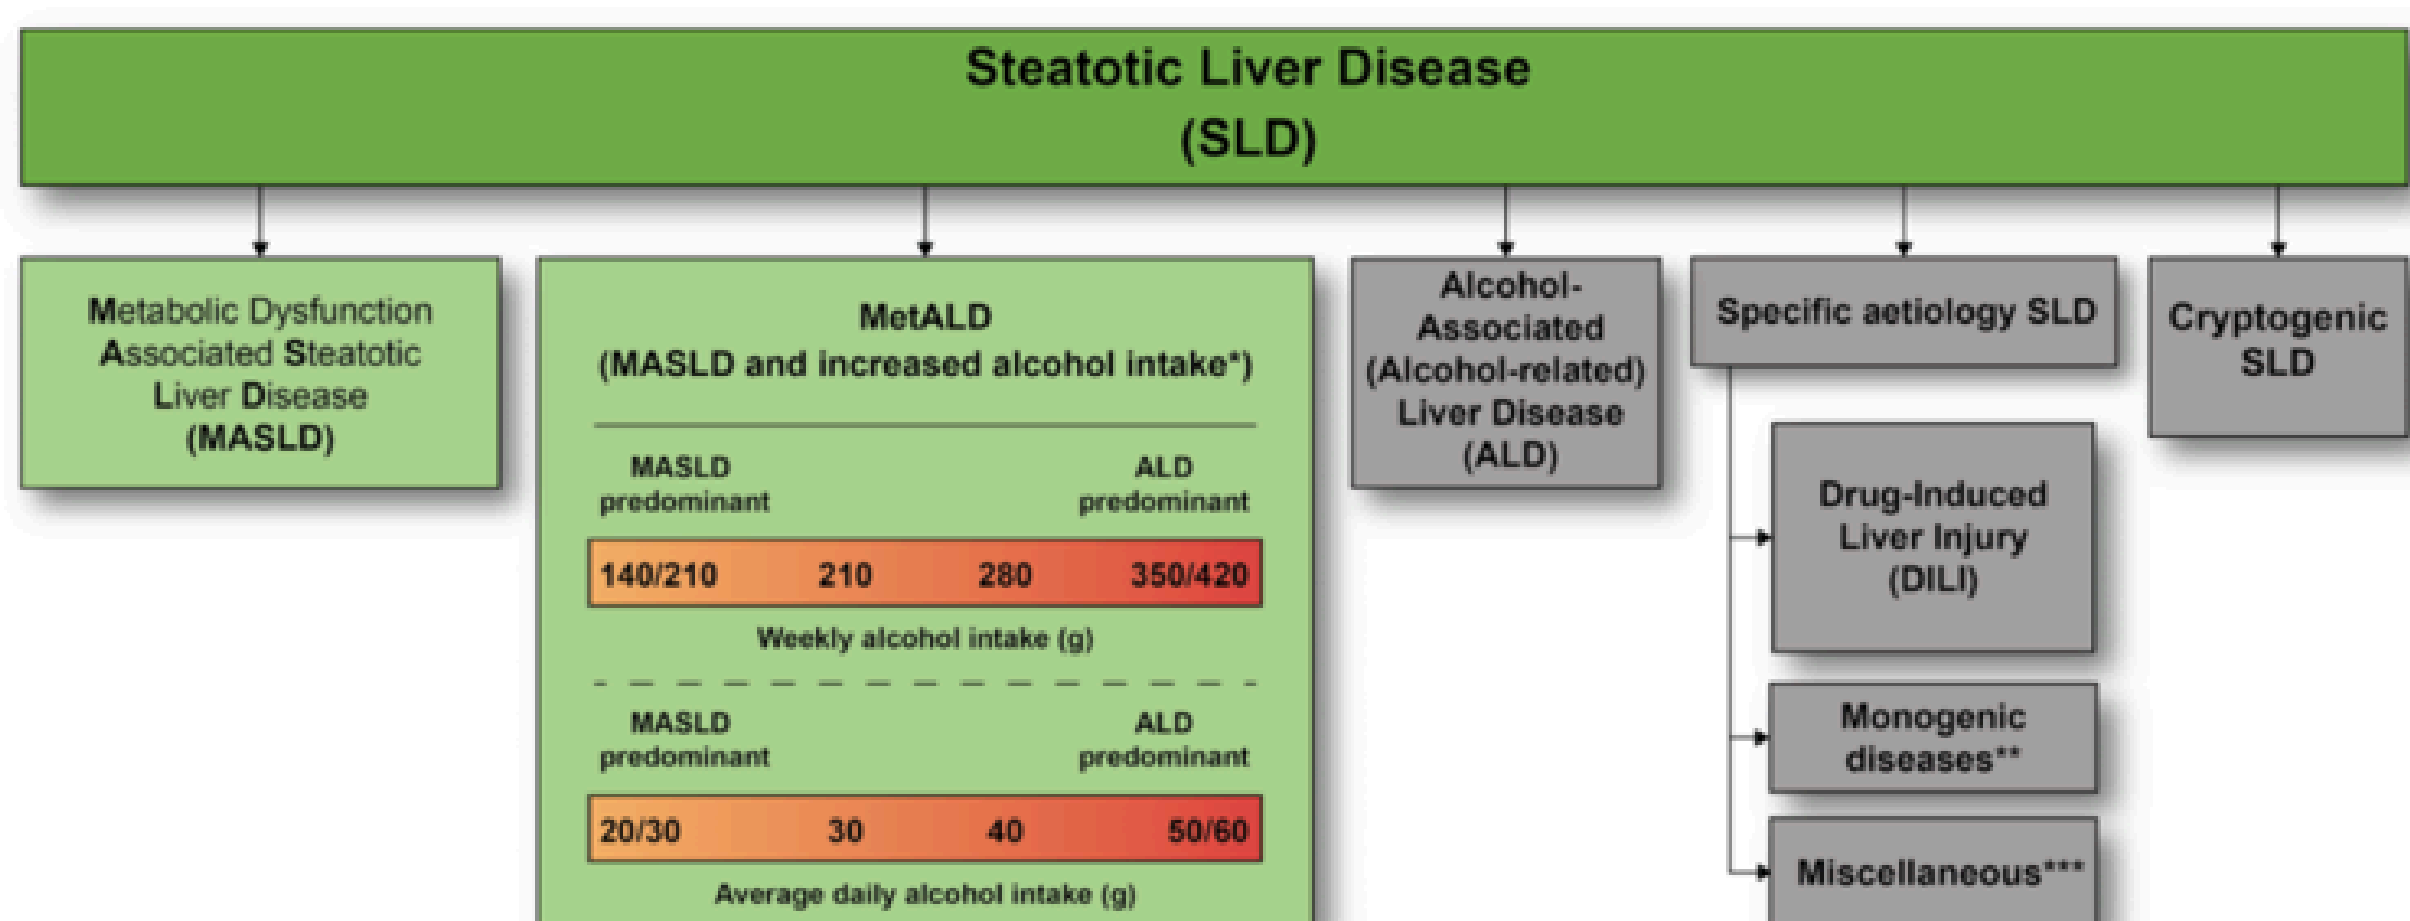 Steatotic Liver Disease
(SLD)
Metabolic Dysfunction
Associated Steatotic
Liver Disease
(MASLD)
MetALD
(MASLD and increased alcohol intake*)
MASLD
predominant
ALD
predominant
140/210 210 280 350/420
Weekly alcohol intake (g)
MASLD
predominant
ALD
predominant
20/30 30 40 50/60
Average daily alcohol intake (g)
Alcohol-
Associated
(Alcohol-related)
Liver Disease
(ALD)
Specific aetiology SLD
Drug-Induced
Liver Injury
(DILI)
Monogenic
diseases**
Miscellaneous***
Cryptogenic
SLD